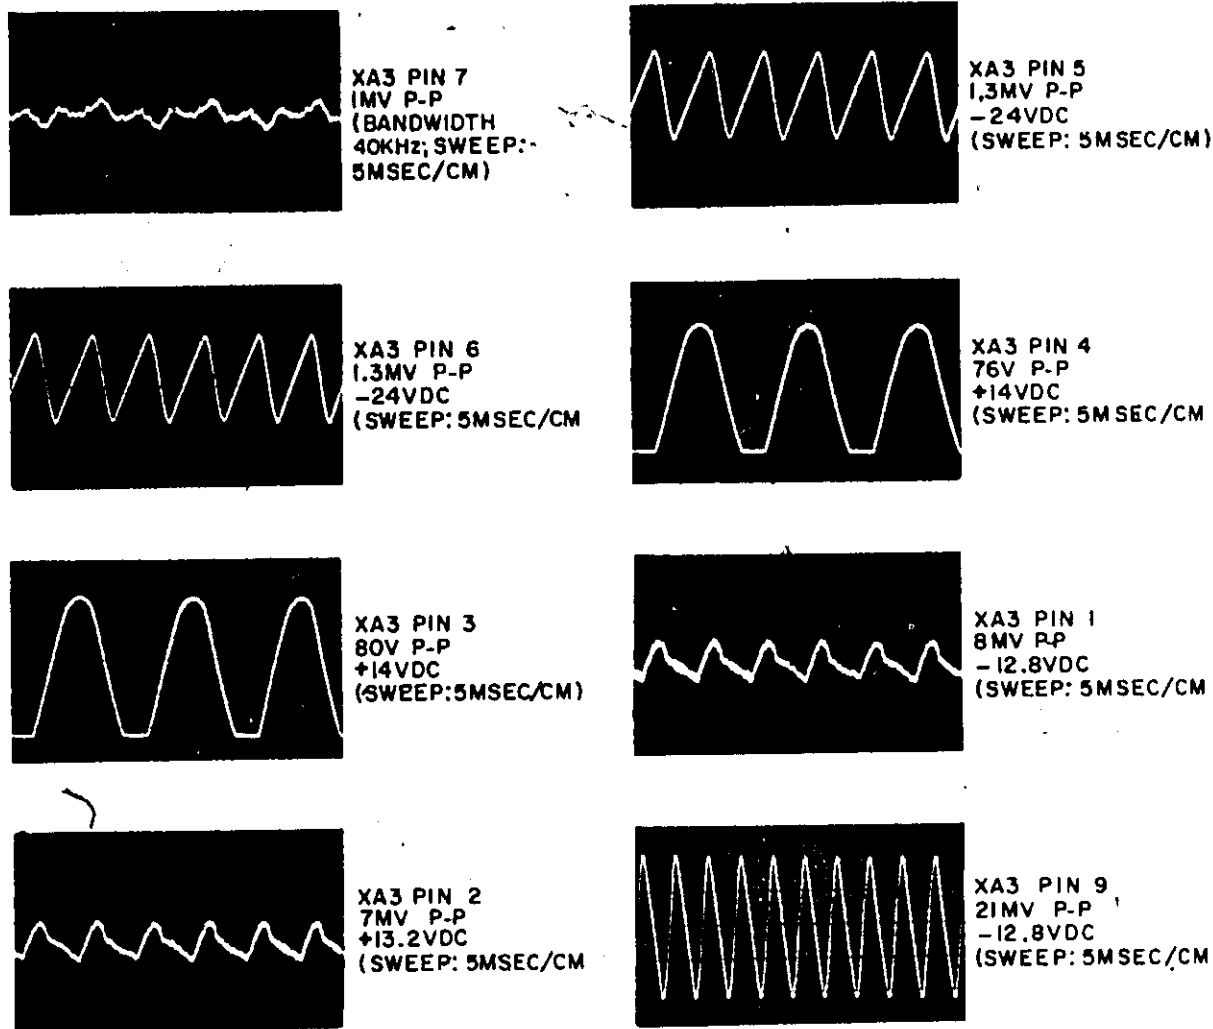 XA3 PIN 7
1MV P-P
(BANDWIDTH
40KHz; SWEEP:-
5MSEC/CM)
XA3 PIN 5
1.3MV P-P
-24VDC
(SWEEP: 5MSEC/CM)
XA3 PIN 6
1.3MV P-P
-24VDC
(SWEEP: 5MSEC/CM
XA3 PIN 4
76V P-P
+14VDC
(SWEEP: 5MSEC/CM
XA3 PIN 3
80V P-P
+14VDC
(SWEEP:5MSEC/CM)
XA3 PIN 1
8MV P-P
-12.8VDC
(SWEEP: 5MSEC/CM
XA3 PIN 2
7MV P-P
+13.2VDC
(SWEEP: 5MSEC/CM
XA3 PIN 9
21MV P-P
-12.8VDC
(SWEEP: 5MSEC/CM